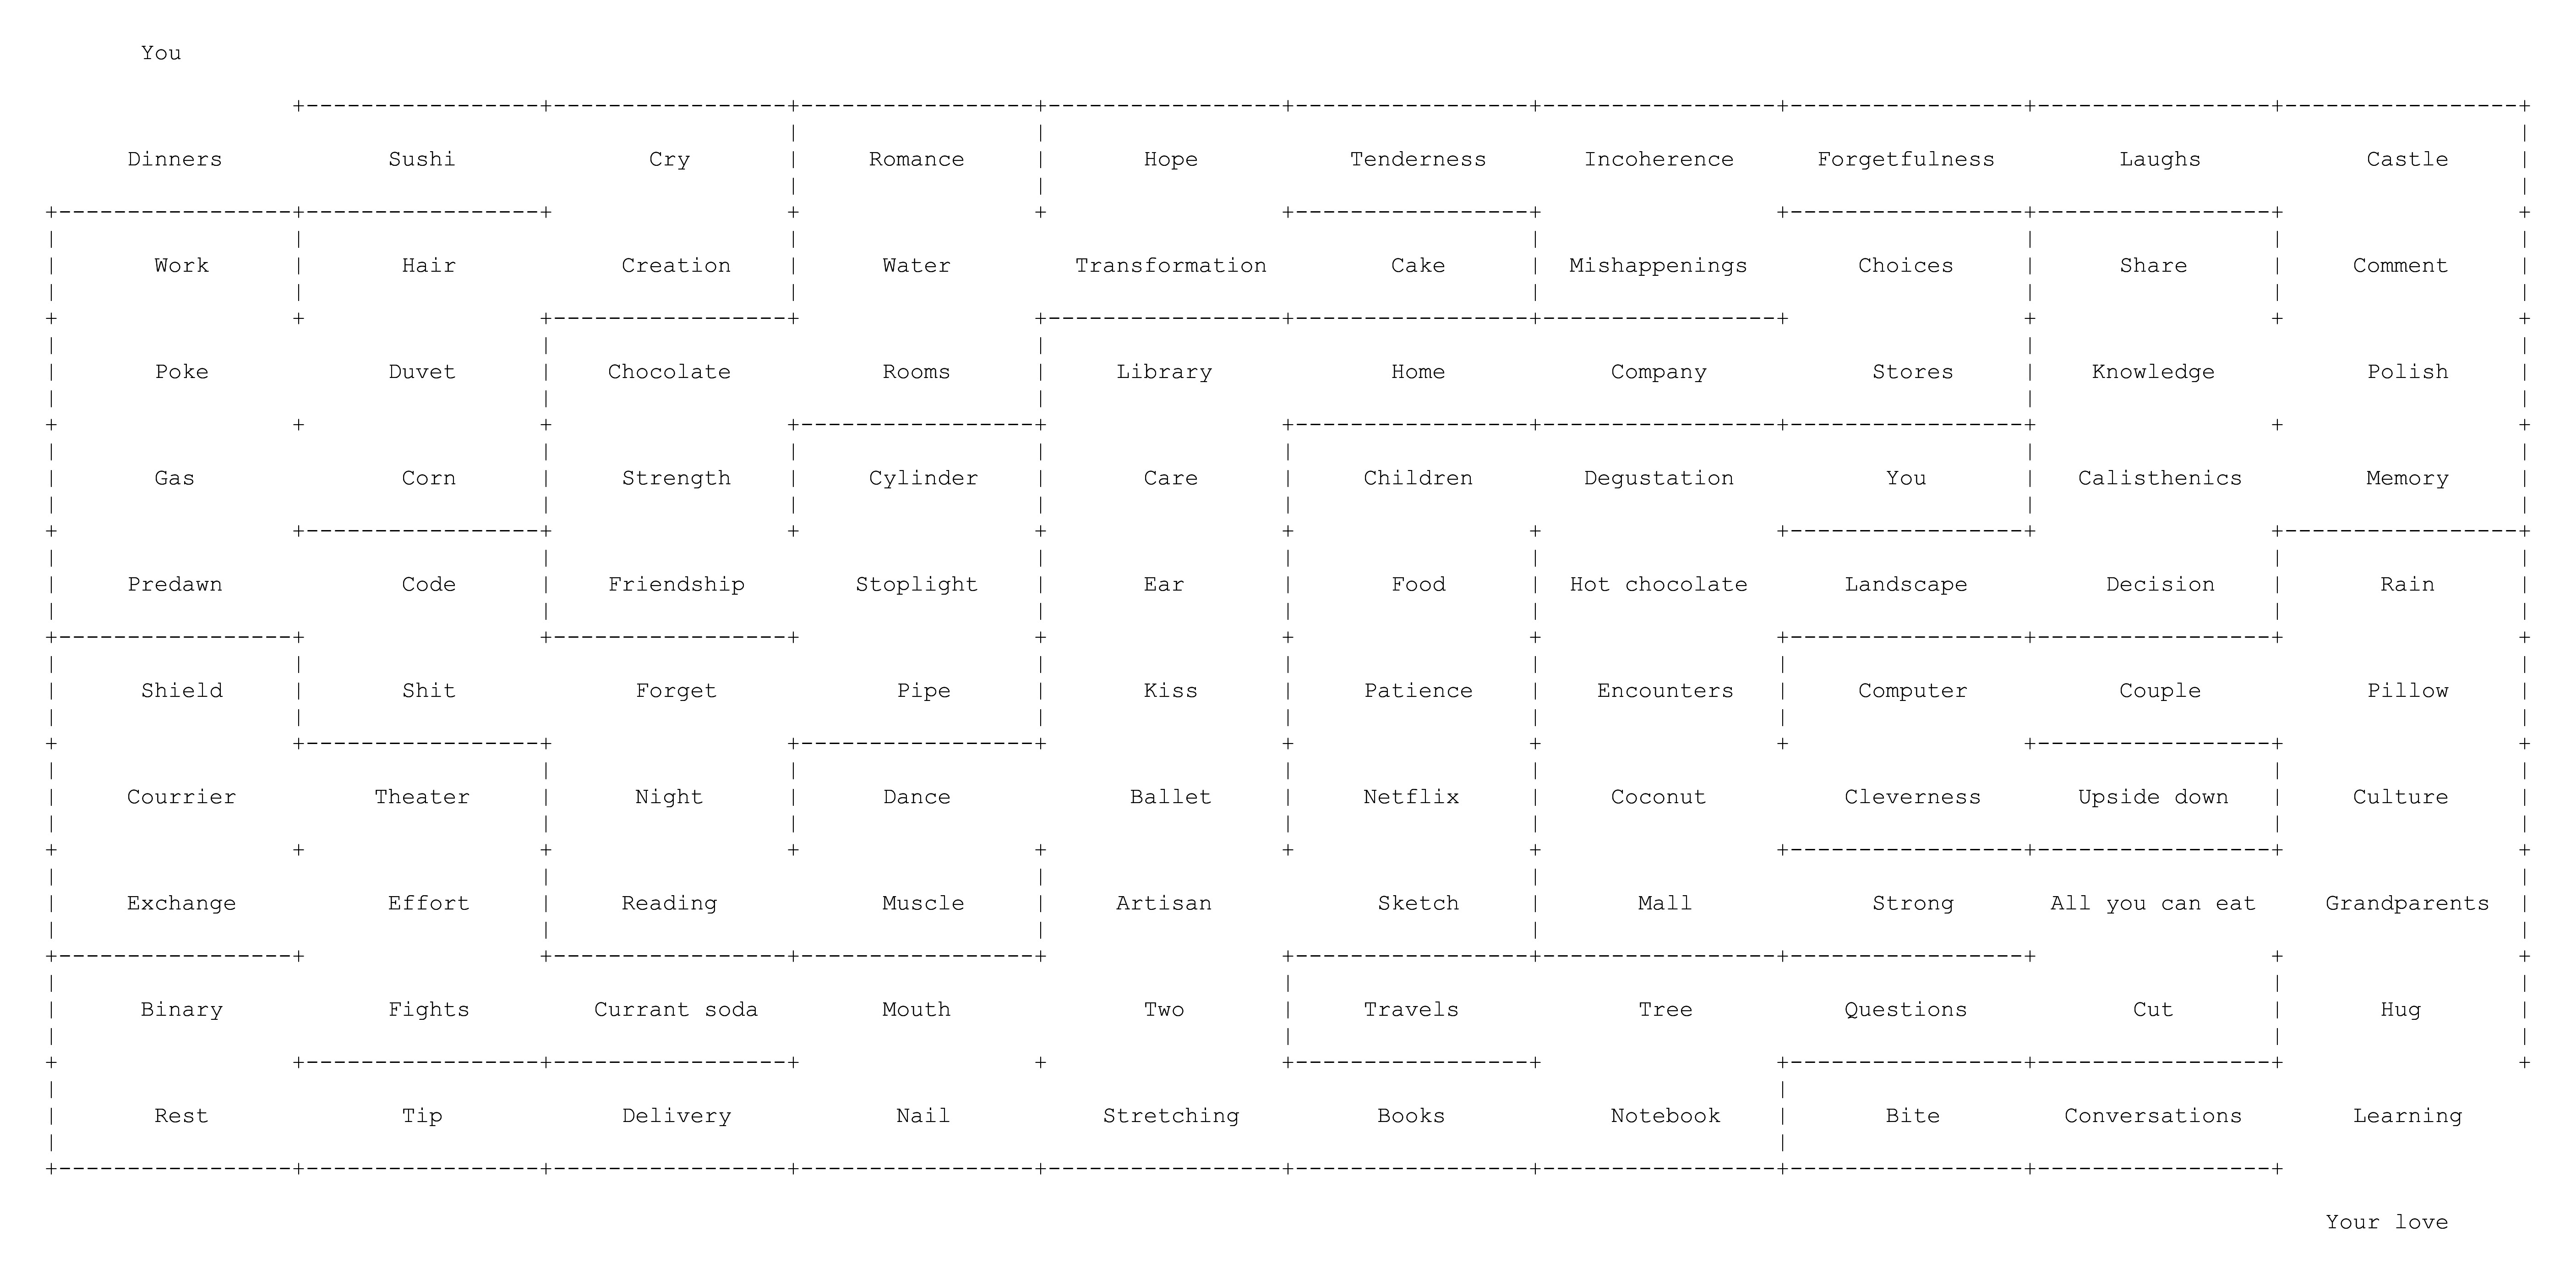 You
Dinners Sushi Cry Romance Hope Tenderness Incoherence Forgetfulness Laughs Castle
Work Hair Creation Water Transformation Cake Mishappenings Choices Share Comment
Poke Duvet Chocolate Rooms Library Home Company Stores Knowledge Polish
Gas Corn Strength Cylinder Care Children Degustation You Calisthenics Memory
Predawn Code Friendship Stoplight Ear Food Hot chocolate Landscape Decision Rain
Shield Shit Forget Pipe Kiss Patience Encounters Computer Couple Pillow
Courrier Theater Night Dance Ballet Netflix Coconut Cleverness Upside down Culture
Exchange Effort Reading Muscle Artisan Sketch Mall Strong All you can eat Grandparents
Binary Fights Currant soda Mouth Two Travels Tree Questions Cut Hug
Rest Tip Delivery Nail Stretching Books Notebook Bite Conversations Learning
Your love